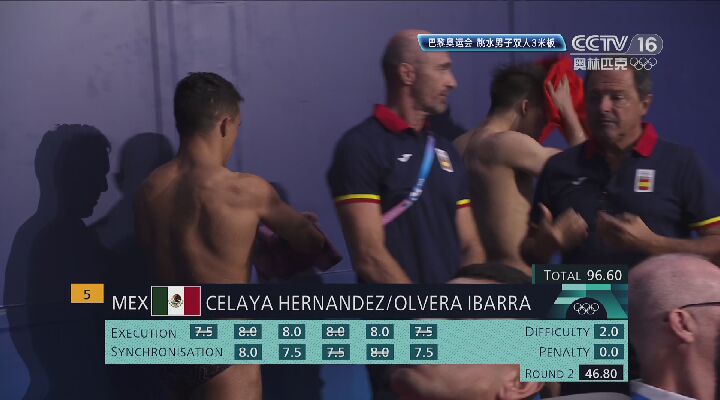 巴黎奥运会 跳水男子双人3米板
CCTV 16
奥林匹克
TOTAL 96.60
5 MEX CELAYA HERNANDEZ/OLVERA IBARRA
EXECUTION 7.5 8.0 8.0 8.0 8.0 7.5 DIFFICULTY 2.0
SYNCHRONISATION 8.0 7.5 7.5 8.0 7.5 PENALTY 0.0
ROUND 2 46.80